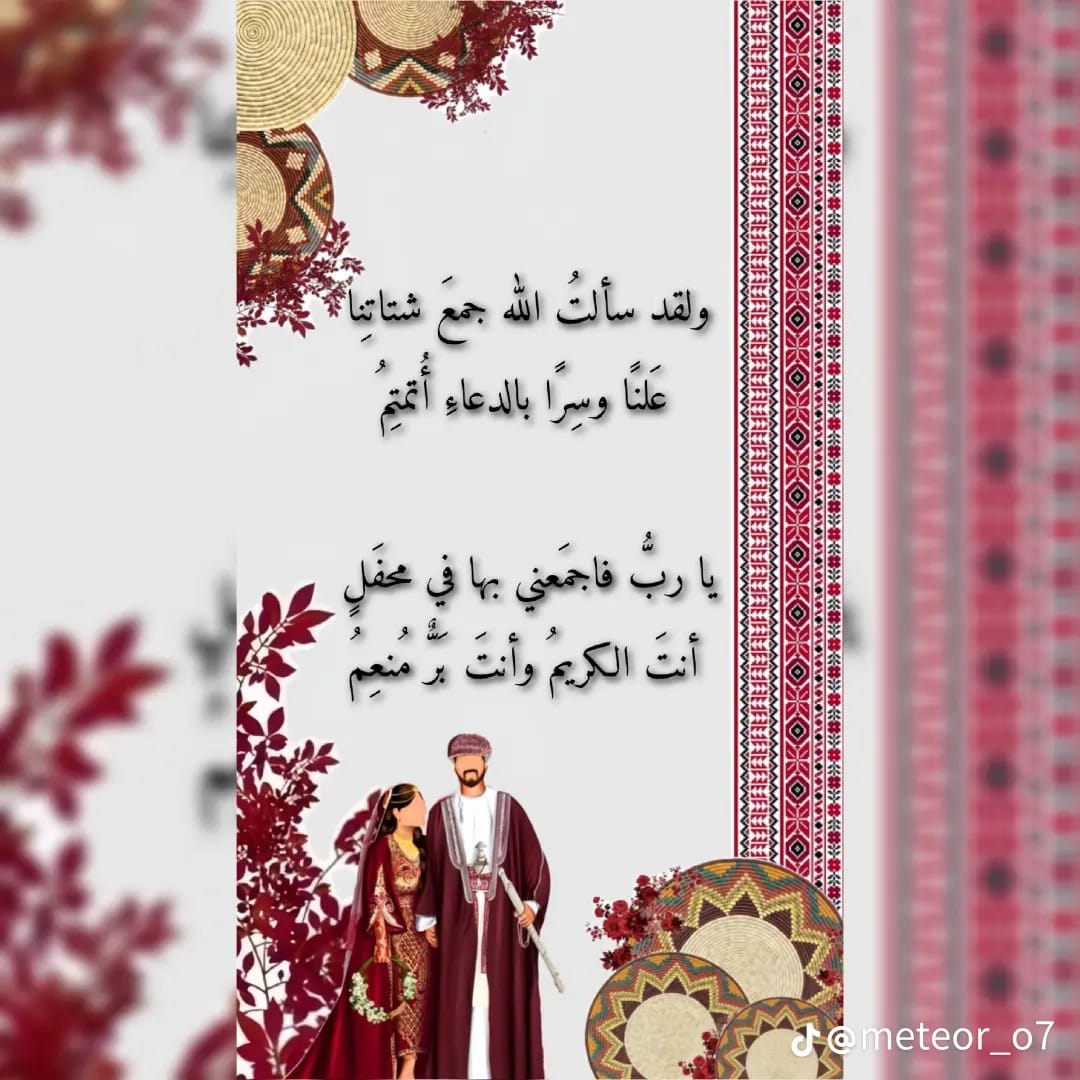 ولقد سألتُ الله جمعَ شتاتِنا
عَلنًا وسِرًا بالدعاءِ أُتمتِمُ
يا ربُّ فاجمَعني بها في محفَلٍ
أنتَ الكريمُ وأنتَ بَرٌّ مُنعِمُ
@meteor_o7